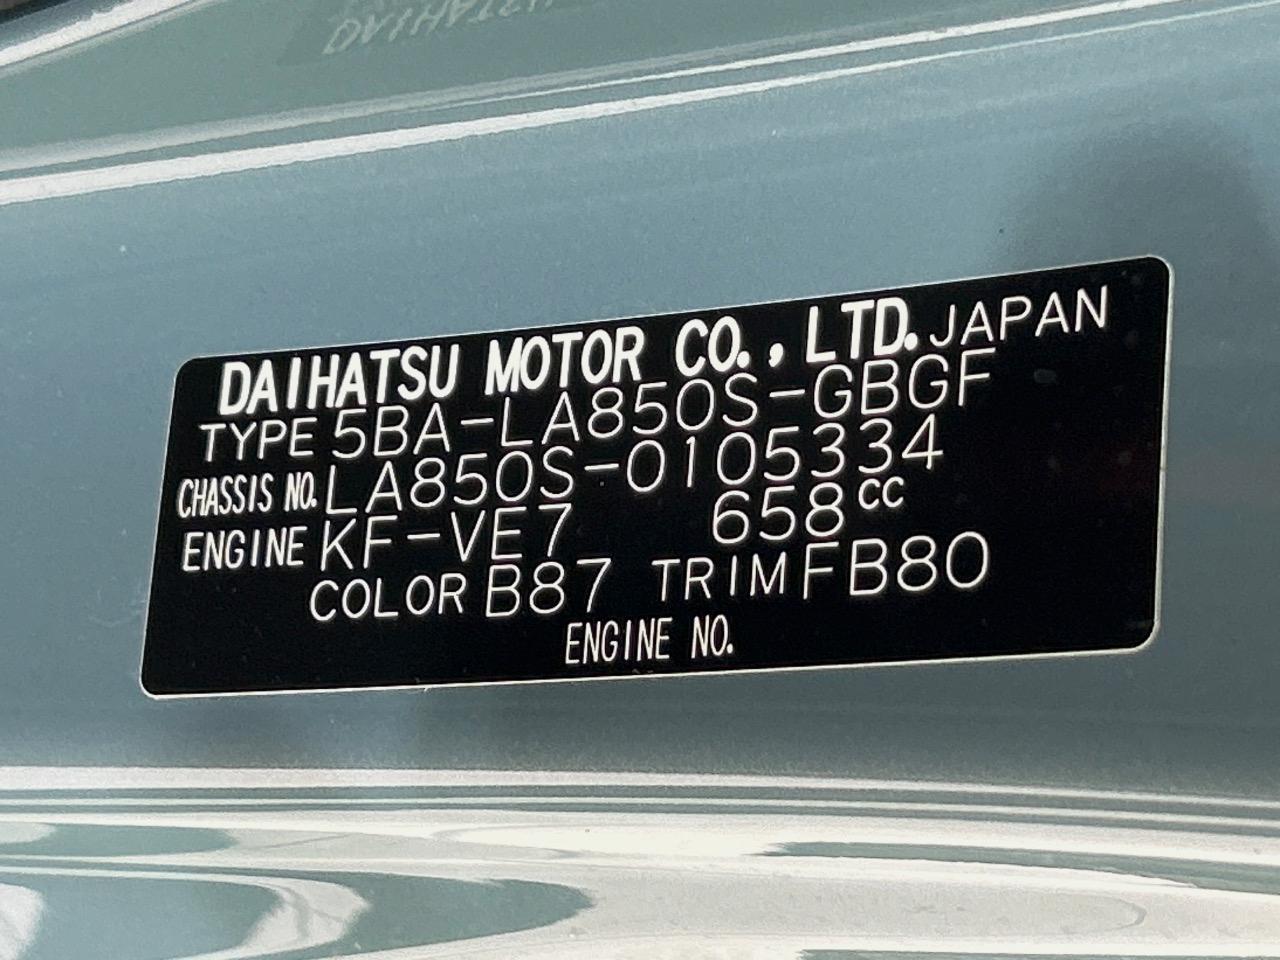 DAIHATSU MOTOR CO., LTD. JAPAN
TYPE 5BA-LA850S-GBGF
CHASSIS NO. LA850S-0105334
ENGINE KF-VE7 658cc
COLOR B87 TRIM FB80
ENGINE NO.